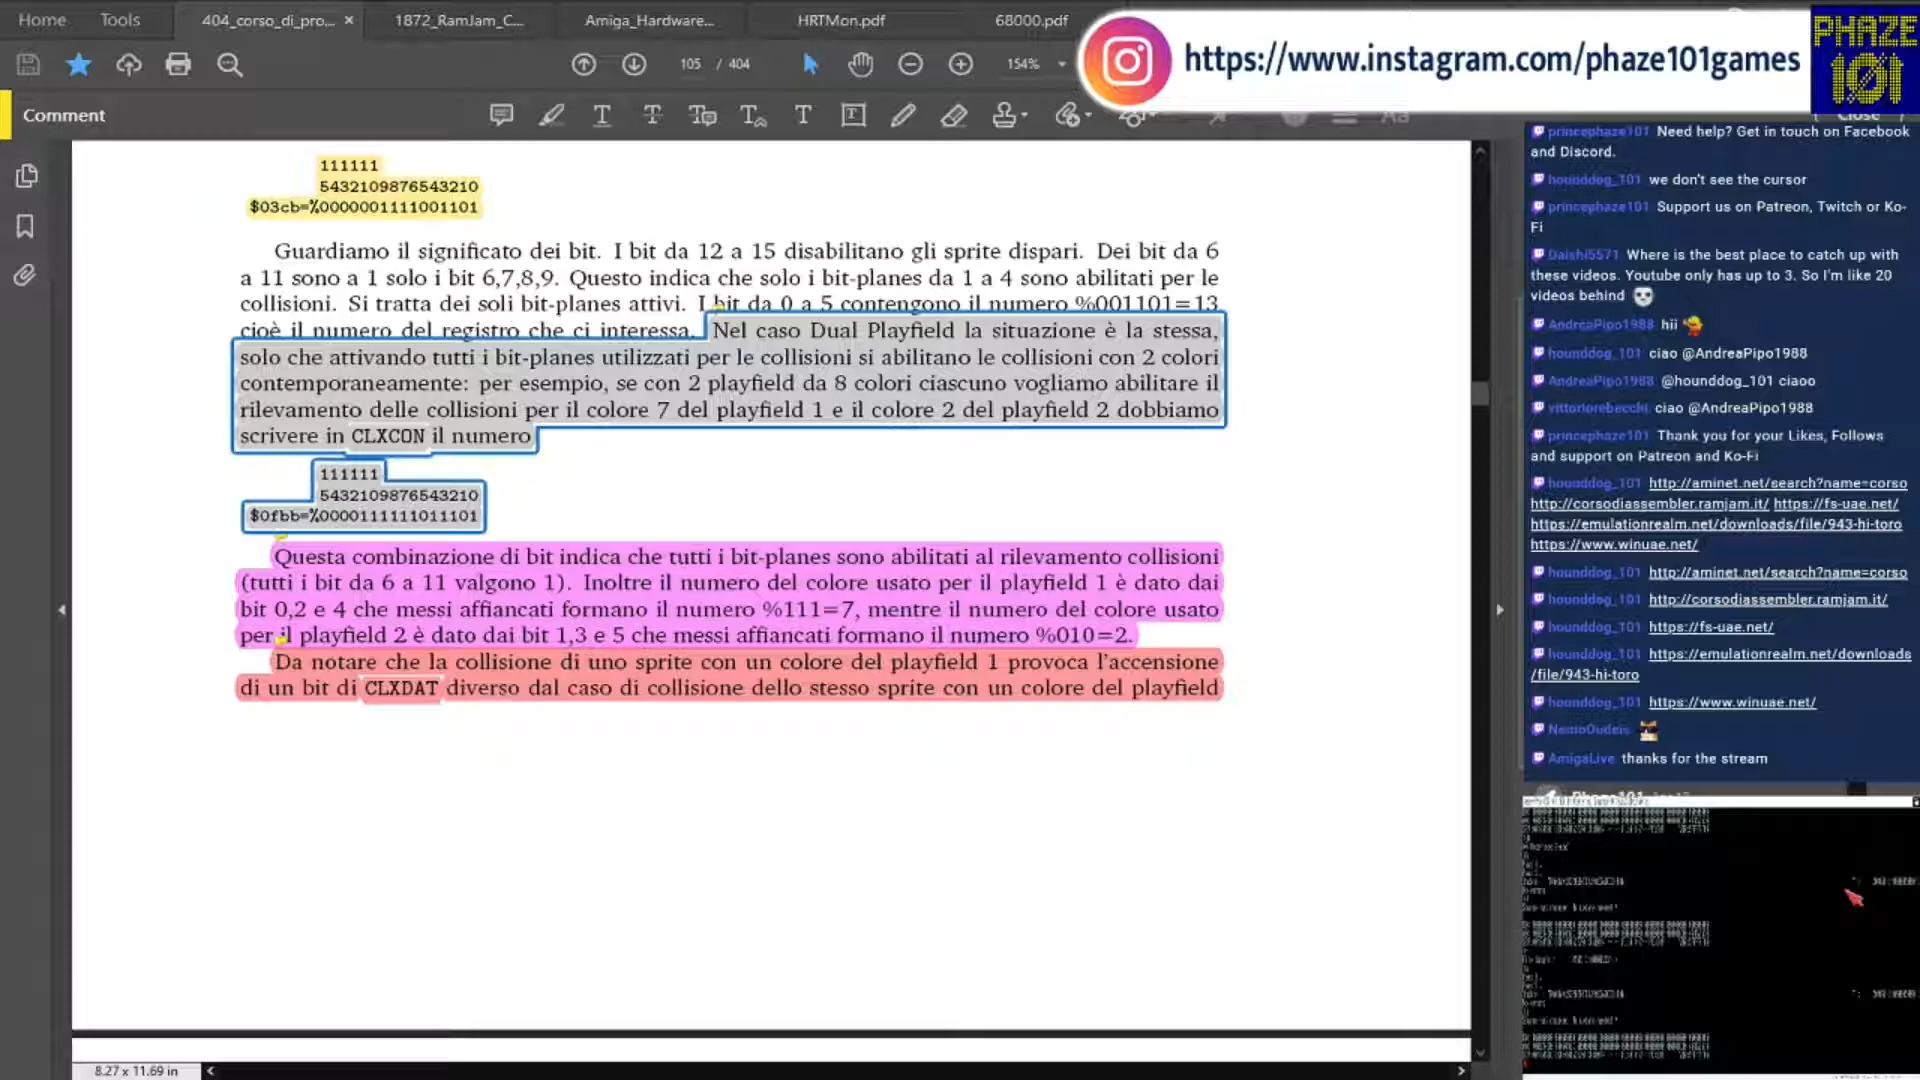 Home Tools 404_corso_di_pro... × 1872_RamJam_C... Amiga_Hardware... HRTMon.pdf 68000.pdf
https://www.instagram.com/phaze101games
PHAZE
101
105 / 404 154%
Comment
Close
111111
5432109876543210
$03cb=%0000001111001101
Guardiamo il significato dei bit. I bit da 12 a 15 disabilitano gli sprite dispari. Dei bit da 6
a 11 sono a 1 solo i bit 6,7,8,9. Questo indica che solo i bit-planes da 1 a 4 sono abilitati per le
collisioni. Si tratta dei soli bit-planes attivi. I bit da 0 a 5 contengono il numero %001101=13
cioè il numero del registro che ci interessa. Nel caso Dual Playfield la situazione è la stessa,
solo che attivando tutti i bit-planes utilizzati per le collisioni si abilitano le collisioni con 2 colori
contemporaneamente: per esempio, se con 2 playfield da 8 colori ciascuno vogliamo abilitare il
rilevamento delle collisioni per il colore 7 del playfield 1 e il colore 2 del playfield 2 dobbiamo
scrivere in CLXCON il numero
111111
5432109876543210
$0fbb=%0000111111011101
Questa combinazione di bit indica che tutti i bit-planes sono abilitati al rilevamento collisioni
(tutti i bit da 6 a 11 valgono 1). Inoltre il numero del colore usato per il playfield 1 è dato dai
bit 0,2 e 4 che messi affiancati formano il numero %111=7, mentre il numero del colore usato
per il playfield 2 è dato dai bit 1,3 e 5 che messi affiancati formano il numero %010=2.
Da notare che la collisione di uno sprite con un colore del playfield 1 provoca l'accensione
di un bit di CLXDAT diverso dal caso di collisione dello stesso sprite con un colore del playfield
8.27 x 11.69 in
princephaze101 Need help? Get in touch on Facebook
and Discord.
hounddog_101 we don't see the cursor
princephaze101 Support us on Patreon, Twitch or Ko-
Fi
Daishi5571 Where is the best place to catch up with
these videos. Youtube only has up to 3. So I'm like 20
videos behind
AndreaPipo1988 hii
hounddog_101 ciao @AndreaPipo1988
AndreaPipo1988 @hounddog_101 ciaoo
vittoriorebecchi ciao @AndreaPipo1988
princephaze101 Thank you for your Likes, Follows
and support on Patreon and Ko-Fi
hounddog_101 http://aminet.net/search?name=corso
http://corsodiassembler.ramjam.it/ https://fs-uae.net/
https://emulationrealm.net/downloads/file/943-hi-toro
https://www.winuae.net/
hounddog_101 http://aminet.net/search?name=corso
hounddog_101 http://corsodiassembler.ramjam.it/
hounddog_101 https://fs-uae.net/
hounddog_101 https://emulationrealm.net/downloads
/file/943-hi-toro
hounddog_101 https://www.winuae.net/
NemoOudeis
AmigaLive thanks for the stream